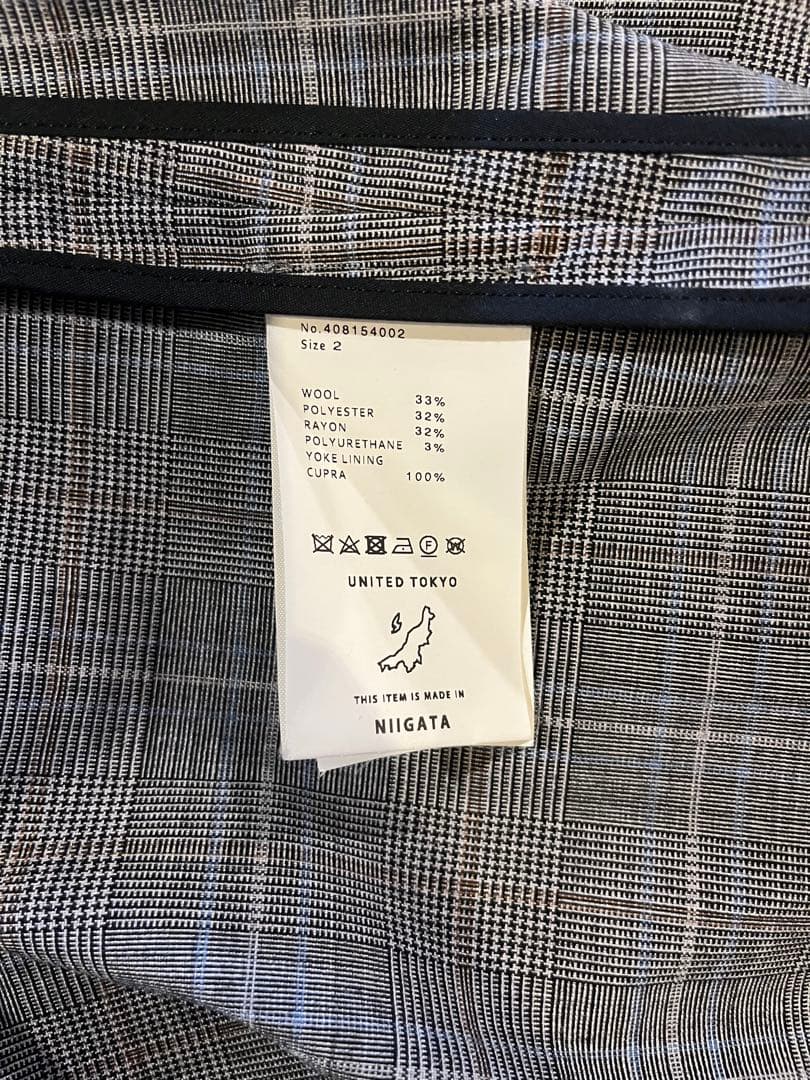 No.408154002
Size 2
WOOL 33%
POLYESTER 32%
RAYON 32%
POLYURETHANE 3%
YOKE LINING
CUPRA 100%
F W
UNITED TOKYO
THIS ITEM IS MADE IN
NIIGATA